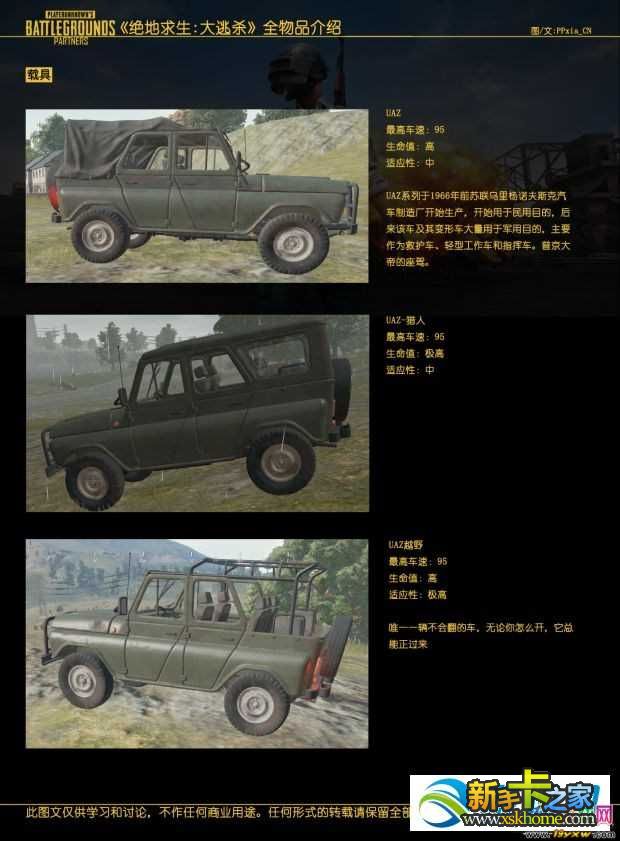 PLAYERUNKNOWN'S
BATTLEGROUNDS
PARTNERS
《绝地求生:大逃杀》全物品介绍
图/文:PPxia_CN
载具
UAZ
最高车速: 95
生命值: 高
适应性: 中
UAZ系列于1966年前苏联乌里杨诺夫斯克汽
车制造厂开始生产, 开始用于民用目的, 后
来该车及其变形车大量用于军用目的, 主要
作为救护车、轻型工作车和指挥车。普京大
帝的座驾。
UAZ-猎人
最高车速: 95
生命值: 极高
适应性: 中
UAZ越野
最高车速: 95
生命值: 高
适应性: 极高
唯一一辆不会翻的车, 无论你怎么开, 它总
能正过来
此图文仅供学习和讨论, 不作任何商业用途。任何形式的转载请保留全部
新手卡之家
www.xskhome.com
网